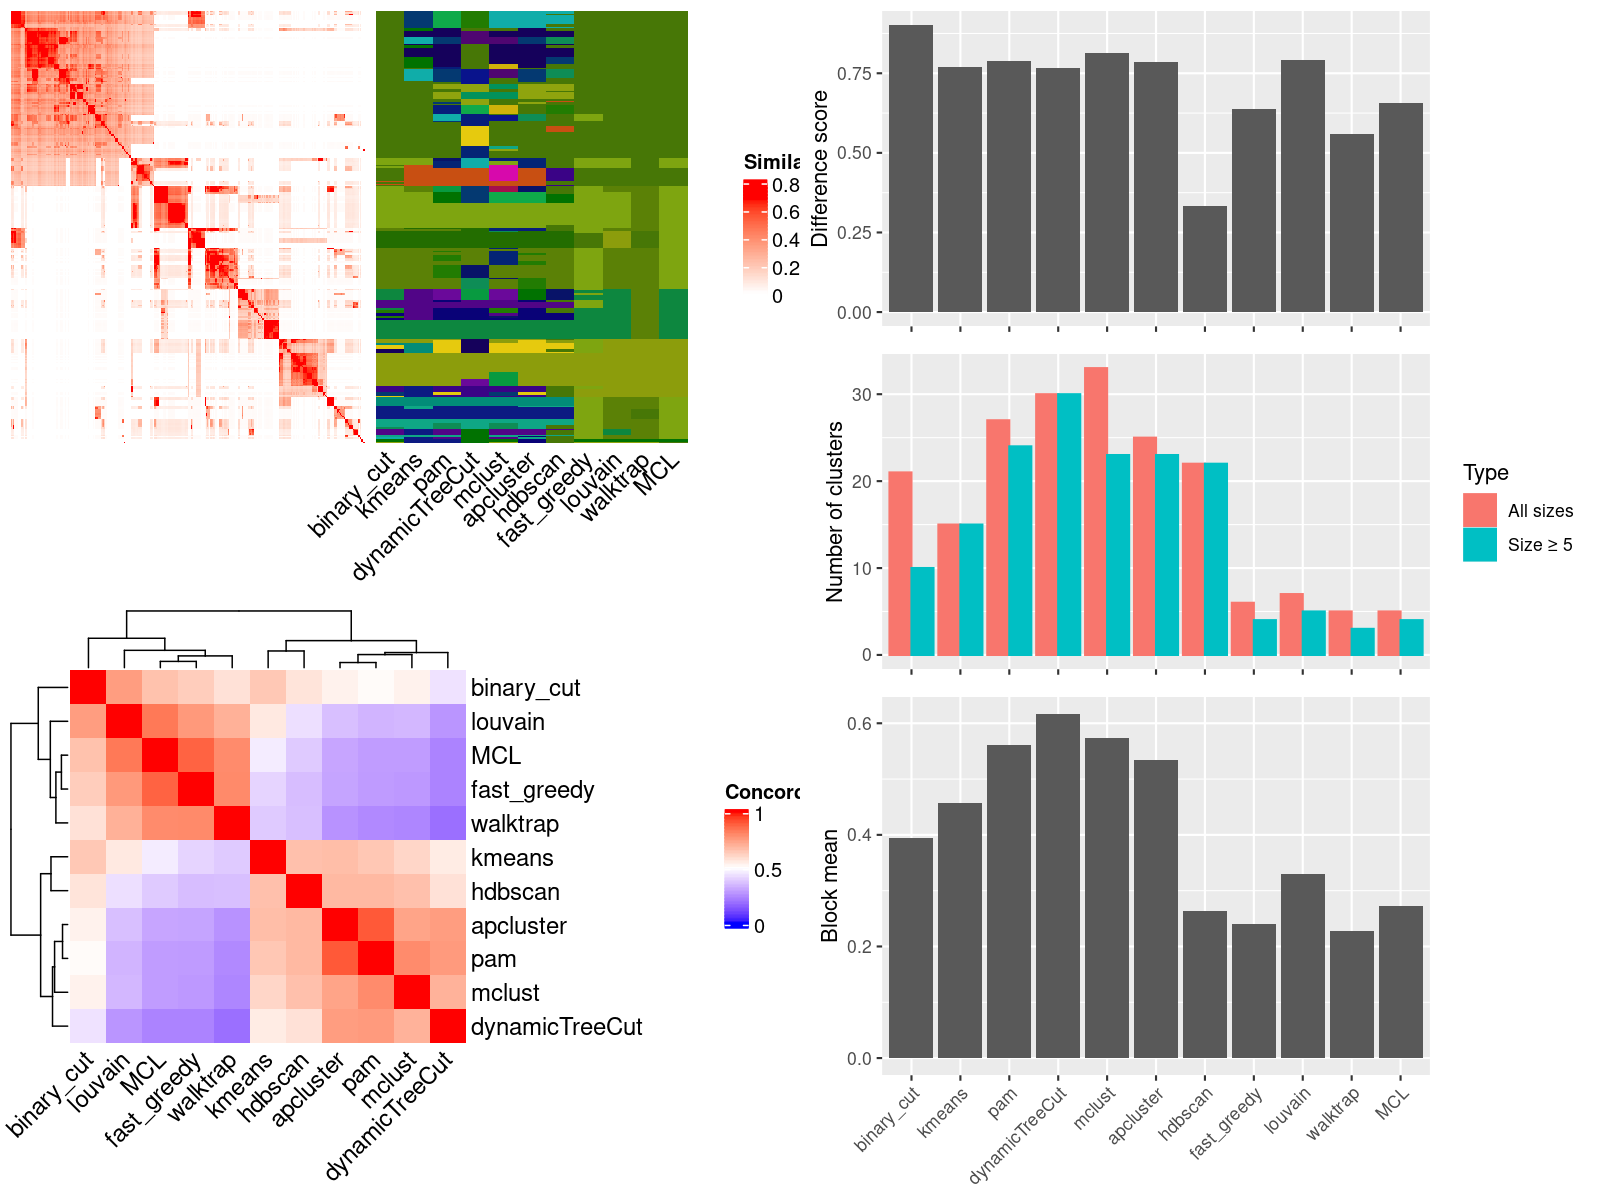 Simila
0.8
0.6
0.4
0.2
0
binary_cut
kmeans
pam
dynamicTreeCut
mclust
apcluster
hdbscan
fast_greedy
louvain
walktrap
MCL
binary_cut
louvain
MCL
fast_greedy
walktrap
kmeans
hdbscan
apcluster
pam
mclust
dynamicTreeCut
Concord
1
0.5
0
binary_cut
louvain
MCL
fast_greedy
walktrap
kmeans
hdbscan
apcluster
pam
mclust
dynamicTreeCut
Difference score
0.75
0.50
0.25
0.00
Number of clusters
30
20
10
0
Type
All sizes
Size ≥ 5
Block mean
0.6
0.4
0.2
0.0
binary_cut
kmeans
pam
dynamicTreeCut
mclust
apcluster
hdbscan
fast_greedy
louvain
walktrap
MCL